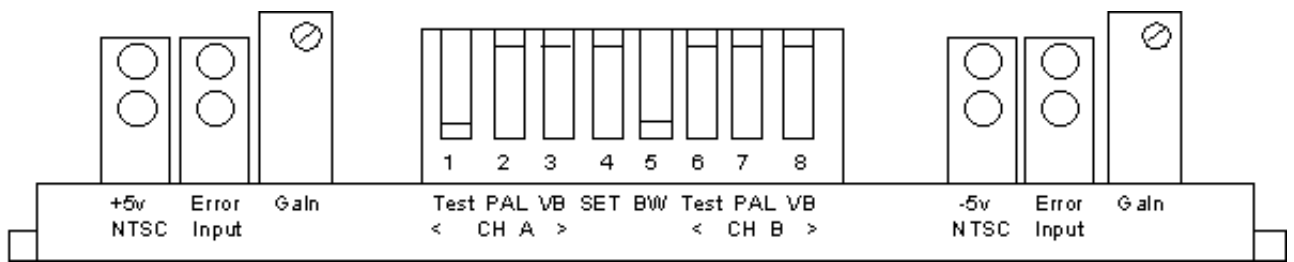 1 2 3 4 5 6 7 8
+5v Error Gain Test PAL VB SET BW Test PAL VB -5v Error Gain
NTSC Input < CH A > < CH B > NTSC Input